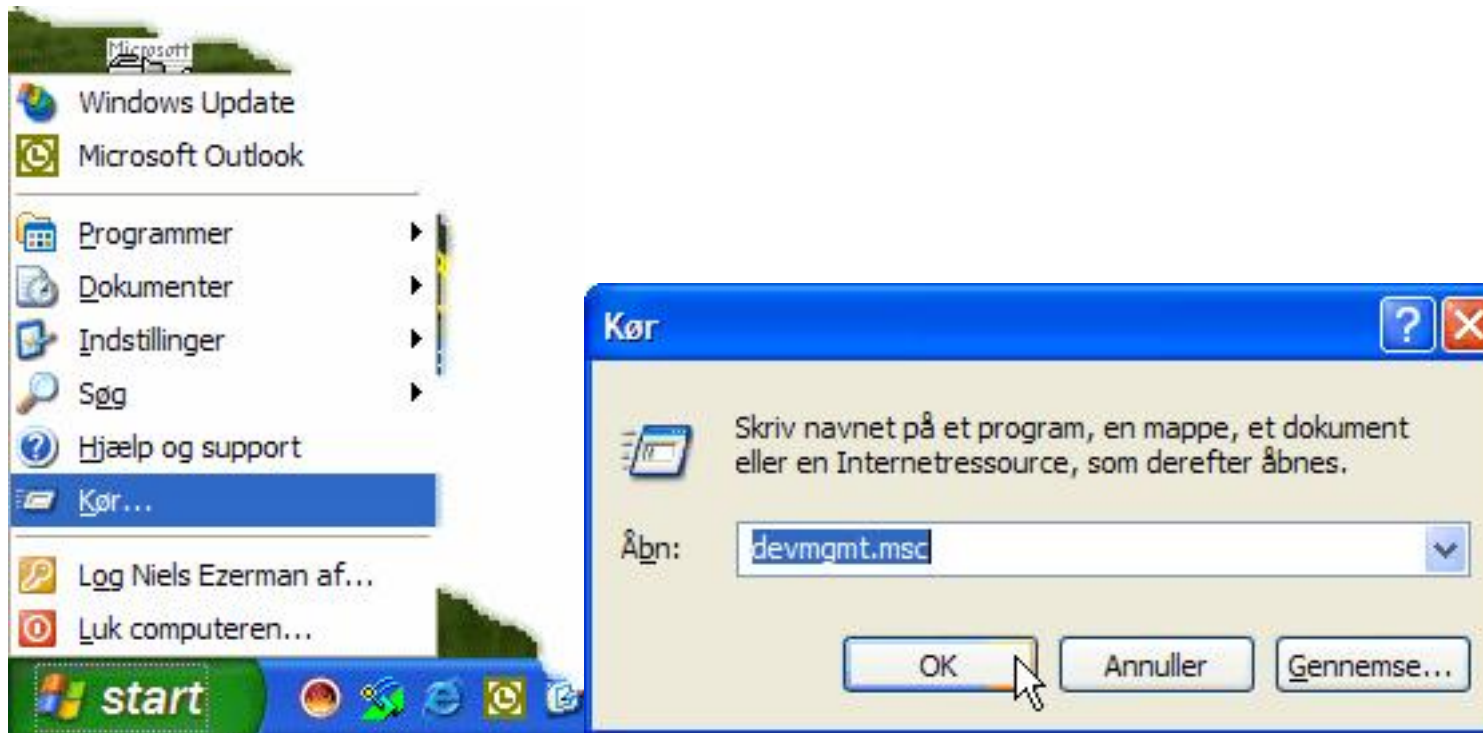 Microsoft
Windows Update
Microsoft Outlook
Programmer
Dokumenter
Indstillinger
Søg
Hjælp og support
Kør...
Log Niels Ezerman af...
Luk computeren...
start
Kør
Skriv navnet på et program, en mappe, et dokument
eller en Internetressource, som derefter åbnes.
Åbn:
devmgmt.msc
OK
Annuller
Gennemse...